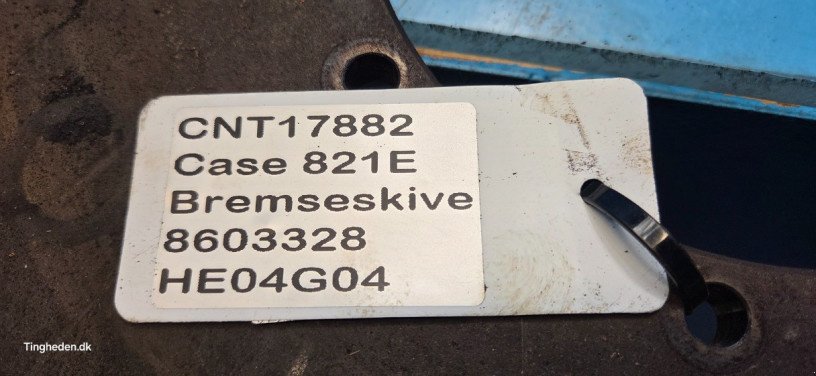 CNT17882
Case 821E
Bremseskive
8603328
HE04G04
Tingheden.dk